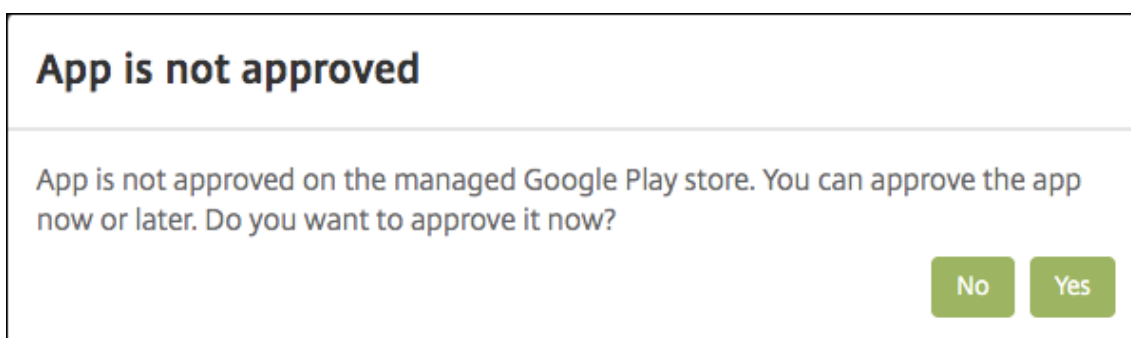 App is not approved
App is not approved on the managed Google Play store. You can approve the app
now or later. Do you want to approve it now?
No Yes